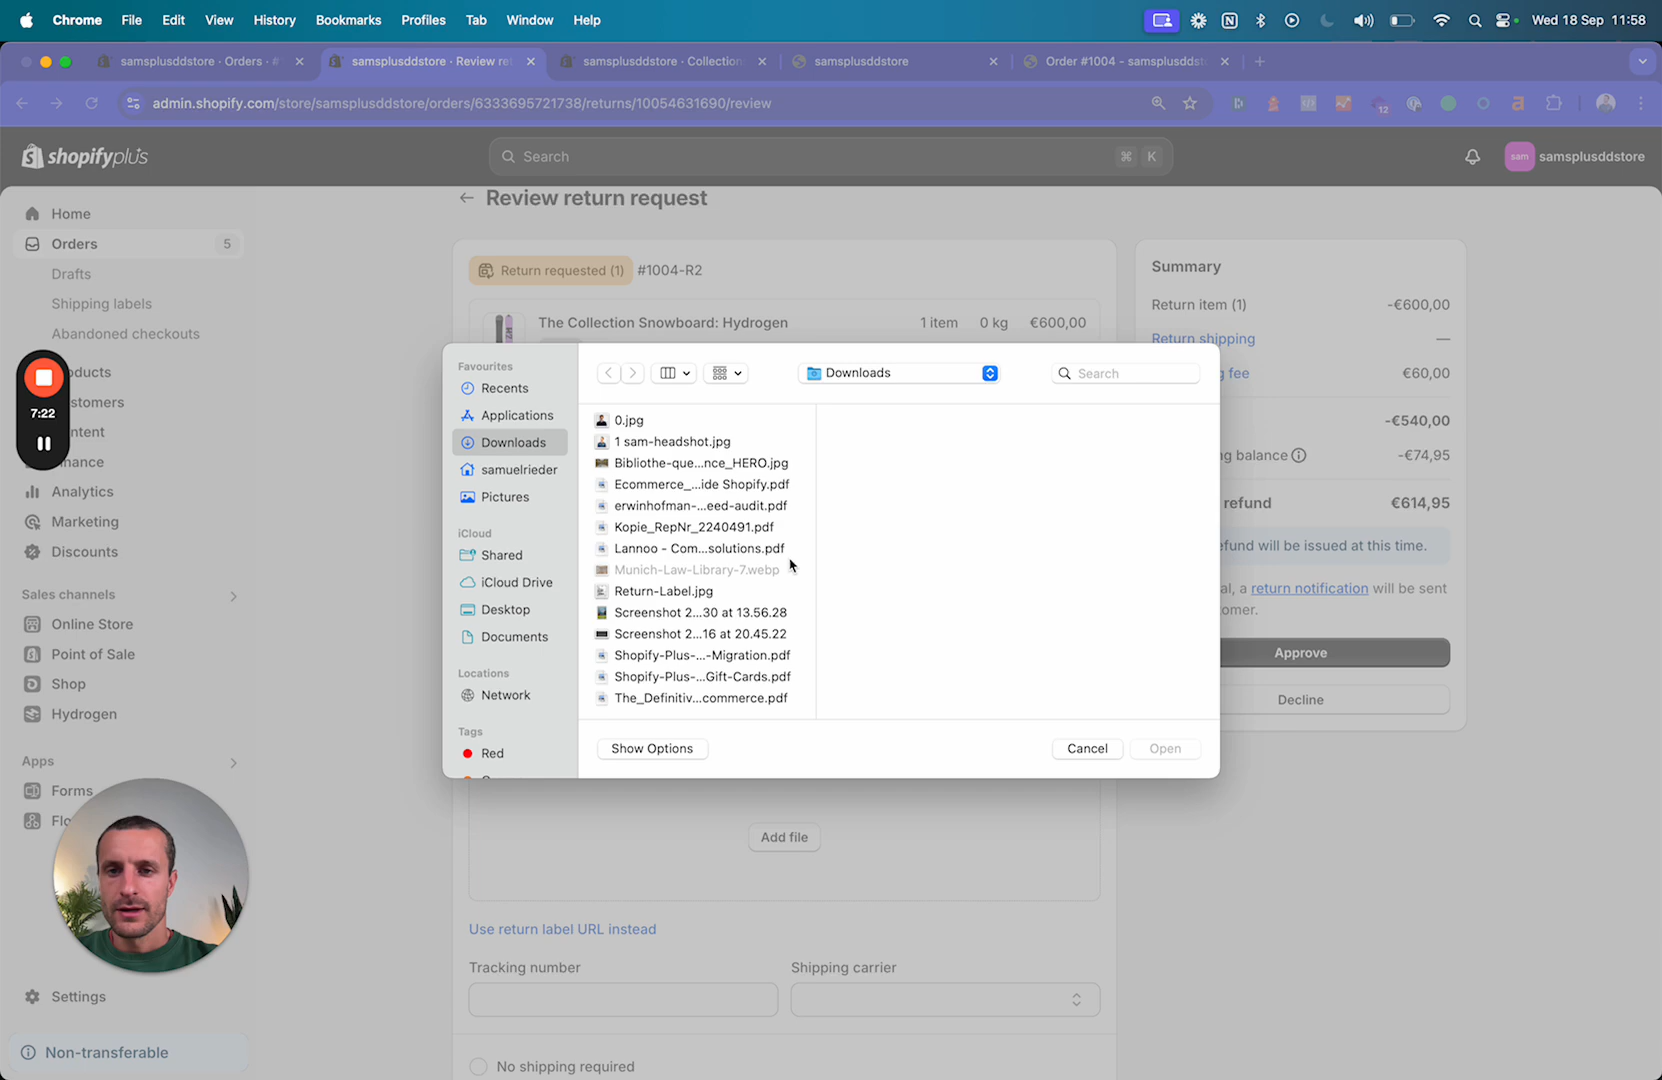 Chrome File Edit View History Bookmarks Profiles Tab Window Help
Wed 18 Sep 11:58
samsplusddstore · Orders · #
samsplusddstore · Review re
samsplusddstore · Collection
samsplusddstore
Order #1004 - samsplusddst
admin.shopify.com/store/samsplusddstore/orders/6333695721738/returns/10054631690/review
12
shopifyplus
Search
⌘ K
sam
samsplusddstore
Home
Orders 5
Drafts
Shipping labels
Abandoned checkouts
oducts
stomers
ntent
nance
Analytics
Marketing
Discounts
Sales channels
Online Store
Point of Sale
Shop
Hydrogen
Apps
Forms
Flo
Settings
Non-transferable
7:22
Review return request
Return requested (1) #1004-R2
The Collection Snowboard: Hydrogen 1 item 0 kg €600,00
Summary
Return item (1) -€600,00
Return shipping —
g fee €60,00
-€540,00
g balance -€74,95
refund €614,95
efund will be issued at this time.
al, a return notification will be sent
omer.
Approve
Decline
Favourites
Recents
Applications
Downloads
samuelrieder
Pictures
iCloud
Shared
iCloud Drive
Desktop
Documents
Locations
Network
Tags
Red
Downloads
Search
0.jpg
1 sam-headshot.jpg
Bibliothe-que...nce_HERO.jpg
Ecommerce_...ide Shopify.pdf
erwinhofman-...eed-audit.pdf
Kopie_RepNr_2240491.pdf
Lannoo - Com...solutions.pdf
Munich-Law-Library-7.webp
Return-Label.jpg
Screenshot 2...30 at 13.56.28
Screenshot 2...16 at 20.45.22
Shopify-Plus-...-Migration.pdf
Shopify-Plus-...Gift-Cards.pdf
The_Definitiv...commerce.pdf
Show Options
Cancel
Open
Add file
Use return label URL instead
Tracking number
Shipping carrier
No shipping required